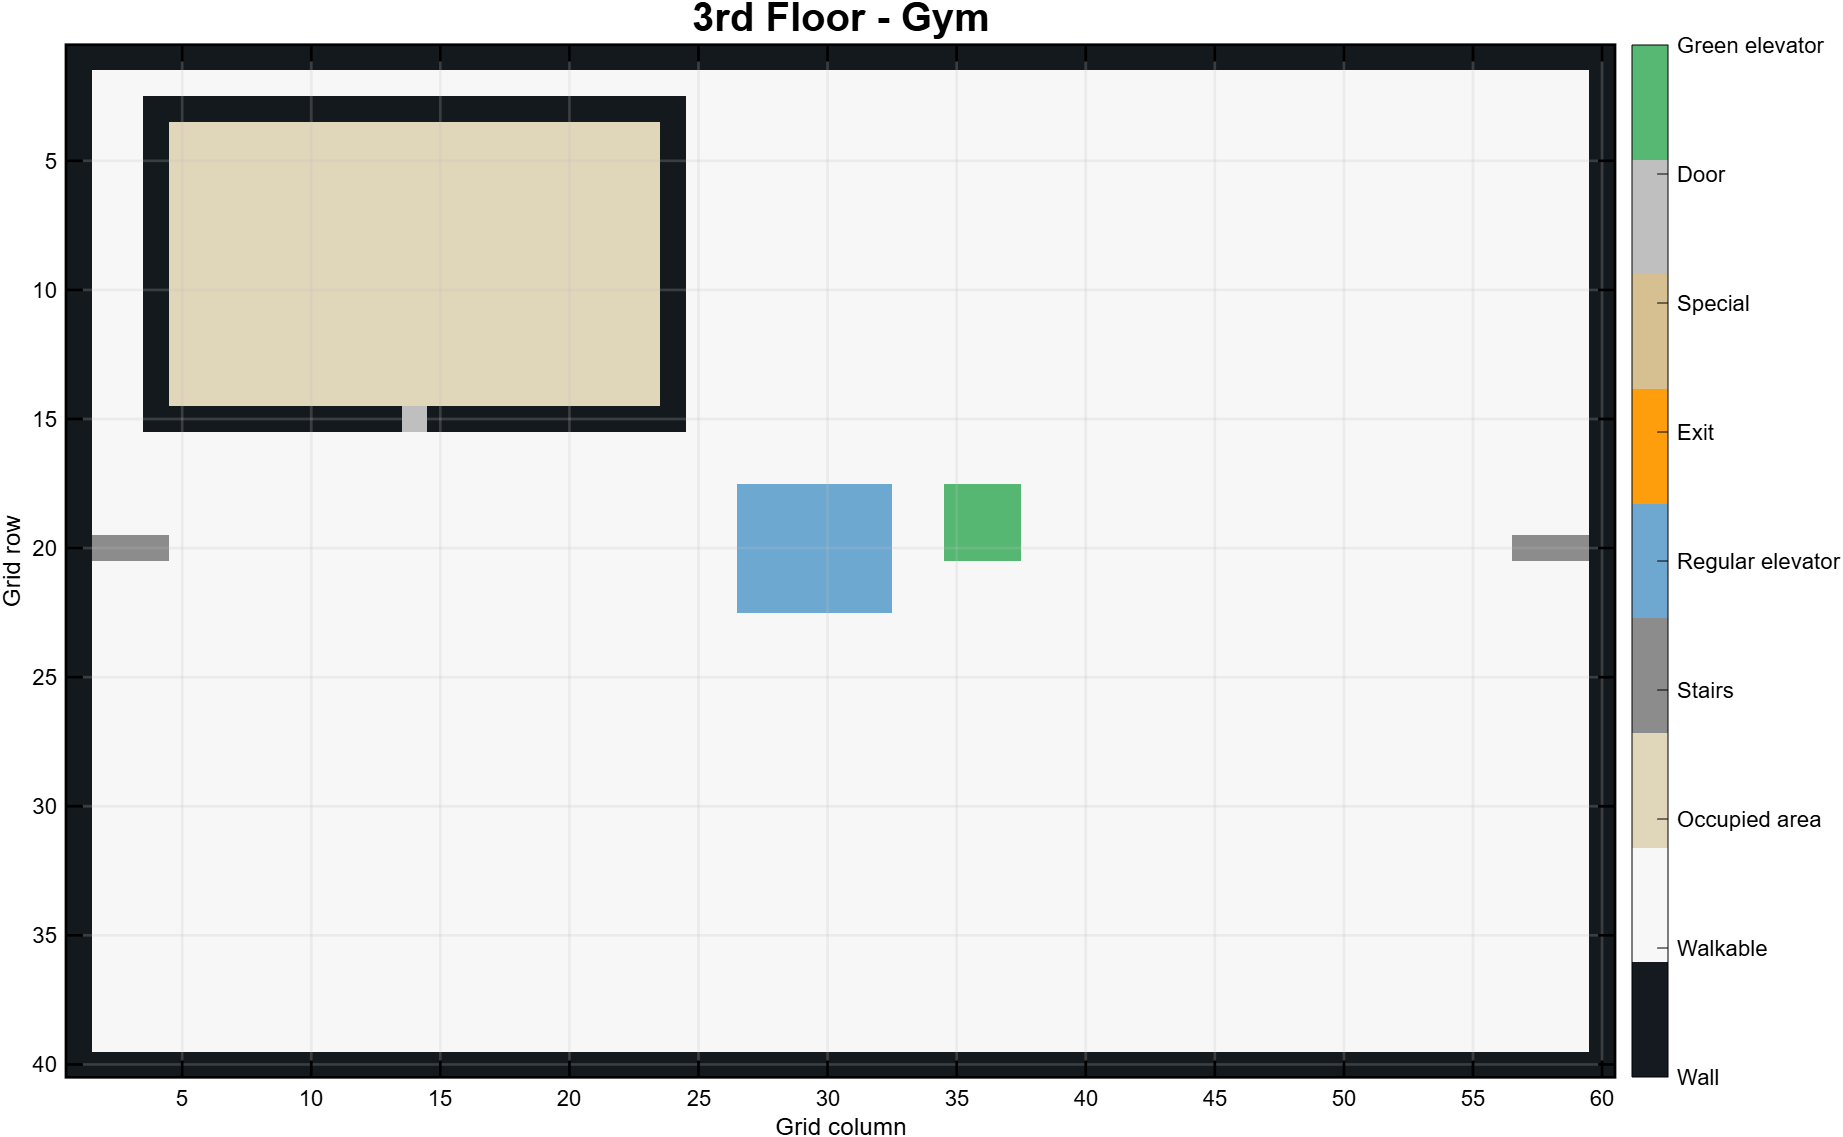 3rd Floor - Gym
Grid row
5
10
15
20
25
30
35
40
5 10 15 20 25 30 35 40 45 50 55 60
Grid column
Green elevator
Door
Special
Exit
Regular elevator
Stairs
Occupied area
Walkable
Wall